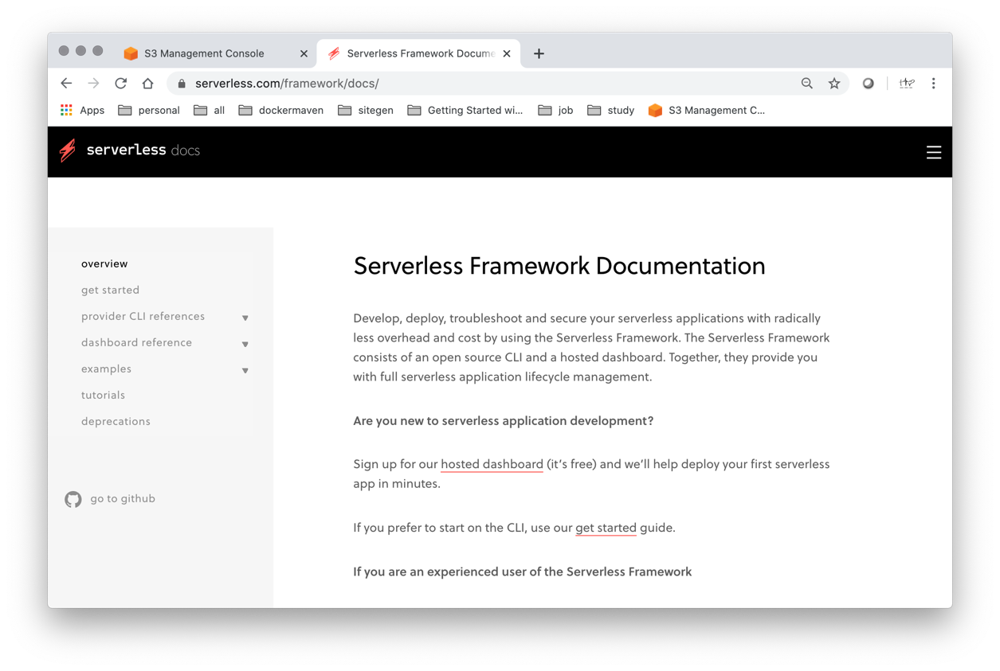 S3 Management Console
Serverless Framework Docume
serverless.com/framework/docs/
Apps personal all dockermaven sitegen Getting Started wi... job study S3 Management C...
serverless docs
overview
get started
provider CLI references
dashboard reference
examples
tutorials
deprecations
go to github
Serverless Framework Documentation
Develop, deploy, troubleshoot and secure your serverless applications with radically
less overhead and cost by using the Serverless Framework. The Serverless Framework
consists of an open source CLI and a hosted dashboard. Together, they provide you
with full serverless application lifecycle management.
Are you new to serverless application development?
Sign up for our hosted dashboard (it’s free) and we’ll help deploy your first serverless
app in minutes.
If you prefer to start on the CLI, use our get started guide.
If you are an experienced user of the Serverless Framework